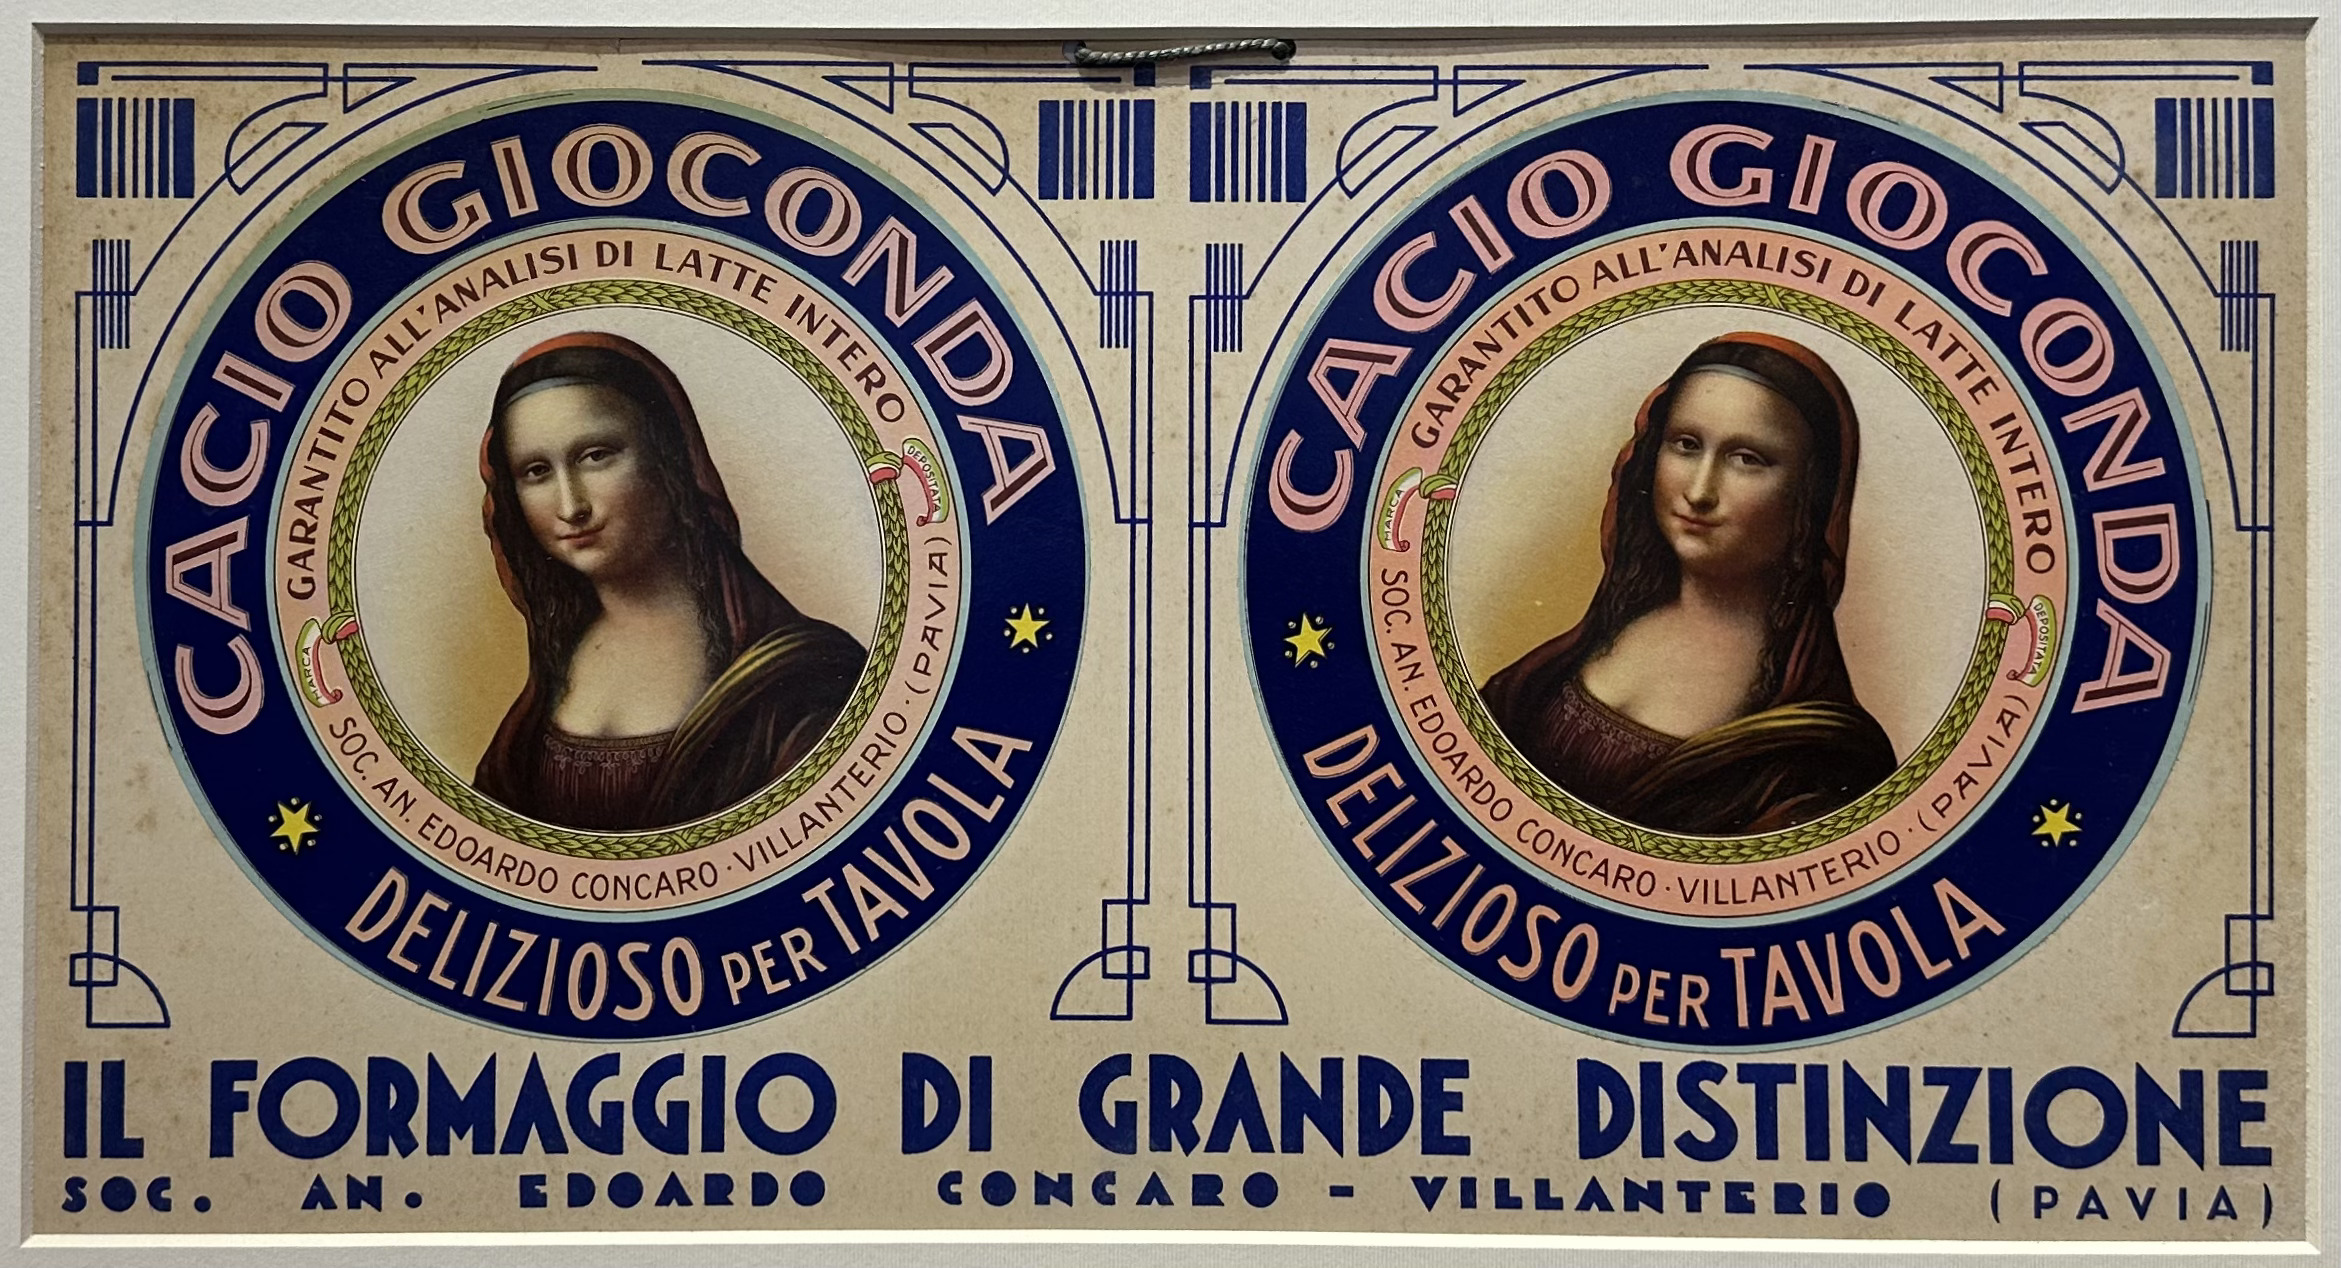 CACIO GIOCONDA
GARANTITO ALL'ANALISI DI LATTE INTERO
MARCA
DEPOSITATA
SOC. AN. EDOARDO CONCARO · VILLANTERIO · (PAVIA)
DELIZIOSO PER TAVOLA
CACIO GIOCONDA
GARANTITO ALL'ANALISI DI LATTE INTERO
MARCA
DEPOSITATA
SOC. AN. EDOARDO CONCARO · VILLANTERIO · (PAVIA)
DELIZIOSO PER TAVOLA
IL FORMAGGIO DI GRANDE DISTINZIONE
SOC. AN. EDOARDO CONCARO - VILLANTERIO (PAVIA)